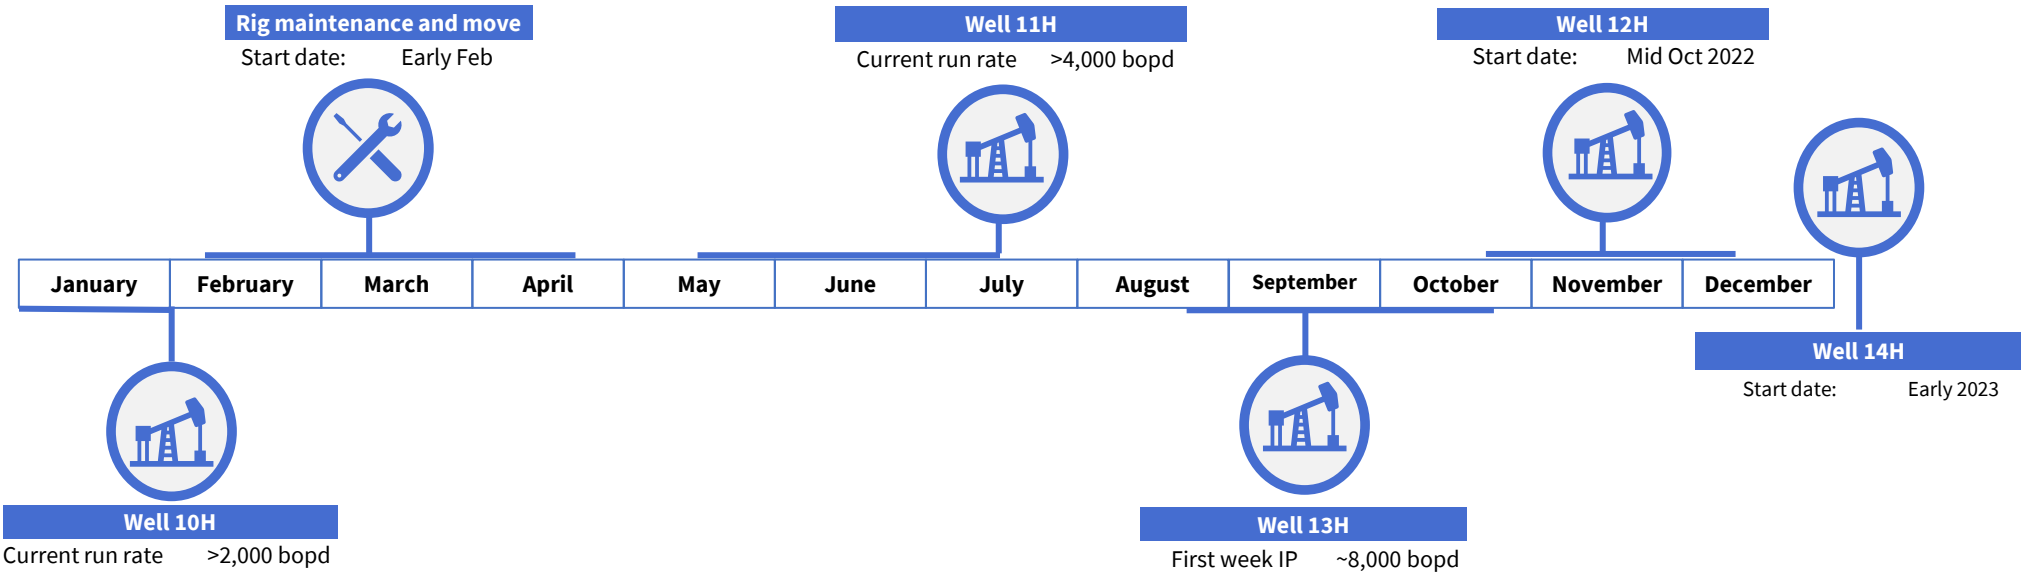 Rig maintenance and move
Start date: Early Feb
Well 11H
Current run rate >4,000 bopd
Well 12H
Start date: Mid Oct 2022
January February March April May June July August September October November December
Well 14H
Start date: Early 2023
Well 10H
Current run rate >2,000 bopd
Well 13H
First week IP ~8,000 bopd